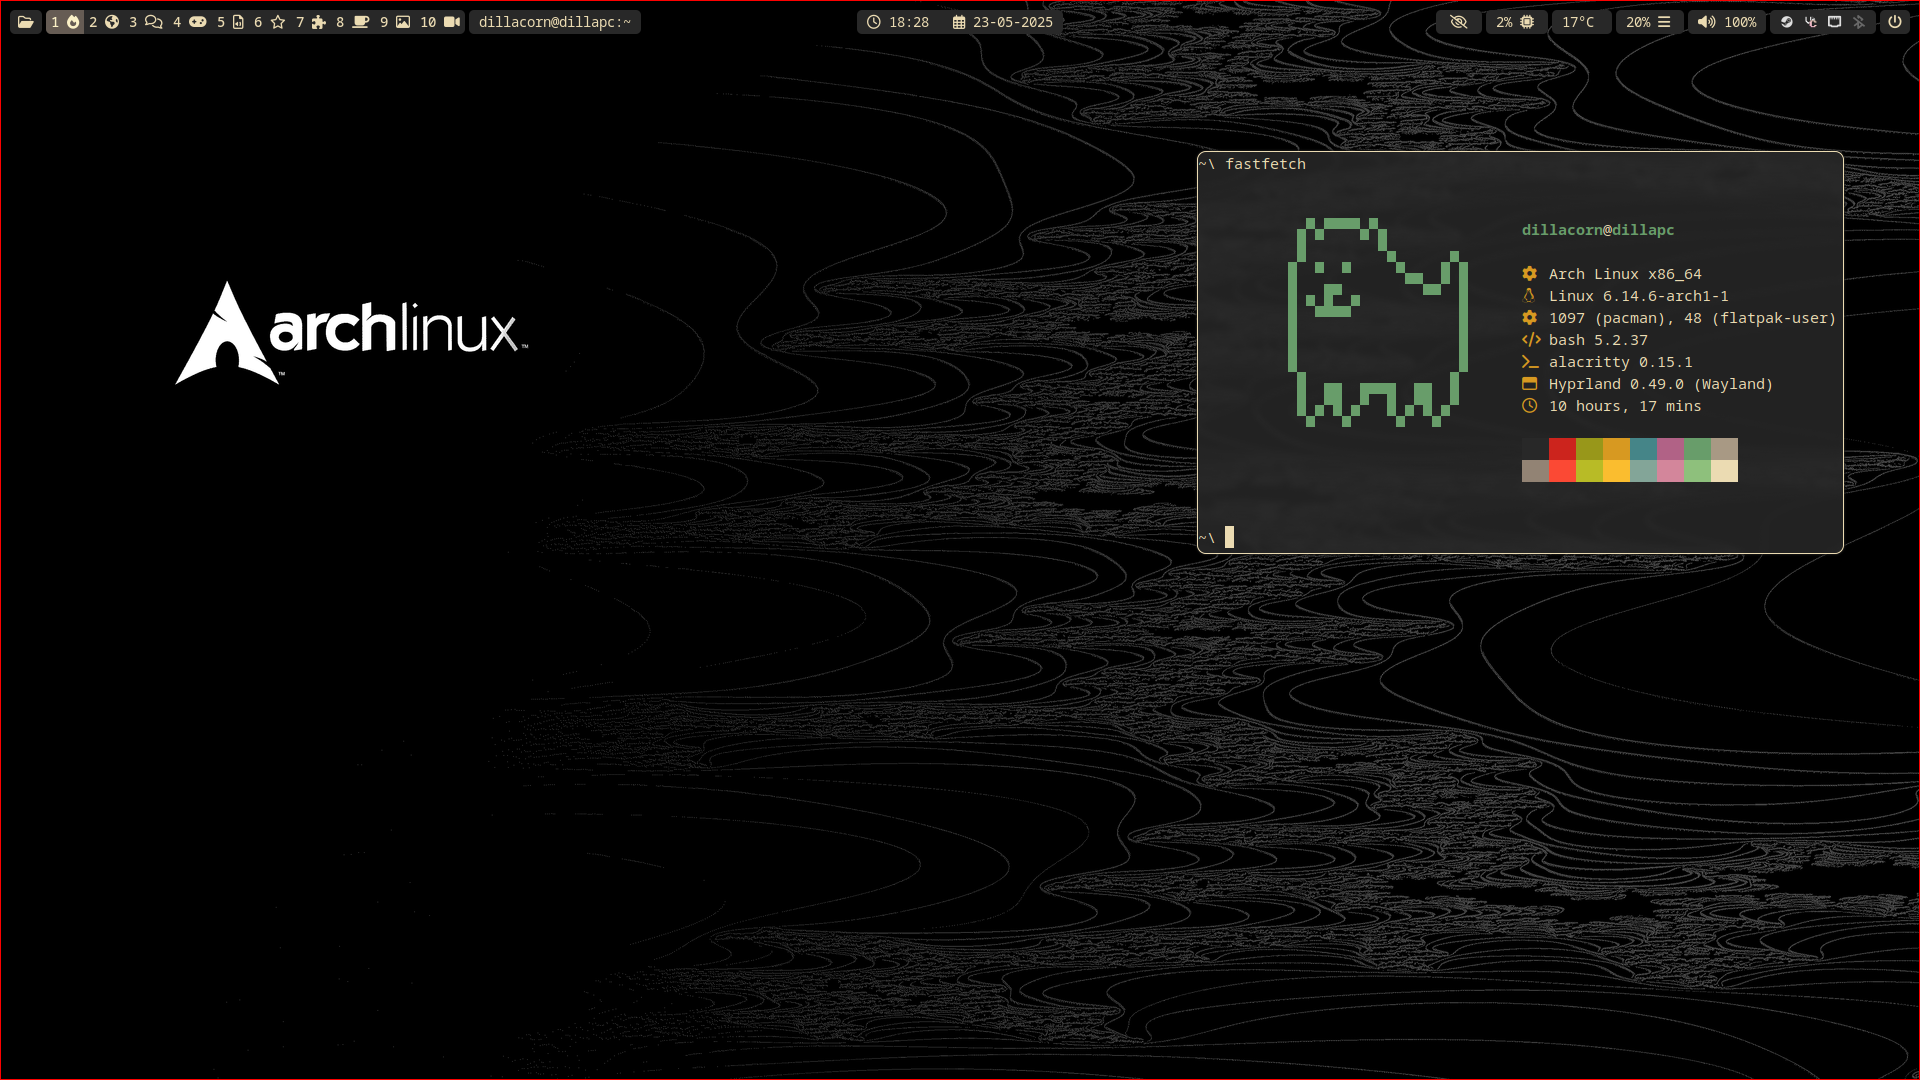 1 2 3 4 5 6 7 8 9 10 dillacorn@dillapc:~ 18:28 23-05-2025 2% 17°C 20% 100%
~\ fastfetch
dillacorn@dillapc
Arch Linux x86_64
Linux 6.14.6-arch1-1
1097 (pacman), 48 (flatpak-user)
bash 5.2.37
alacritty 0.15.1
Hyprland 0.49.0 (Wayland)
10 hours, 17 mins
~\
archlinux™
™